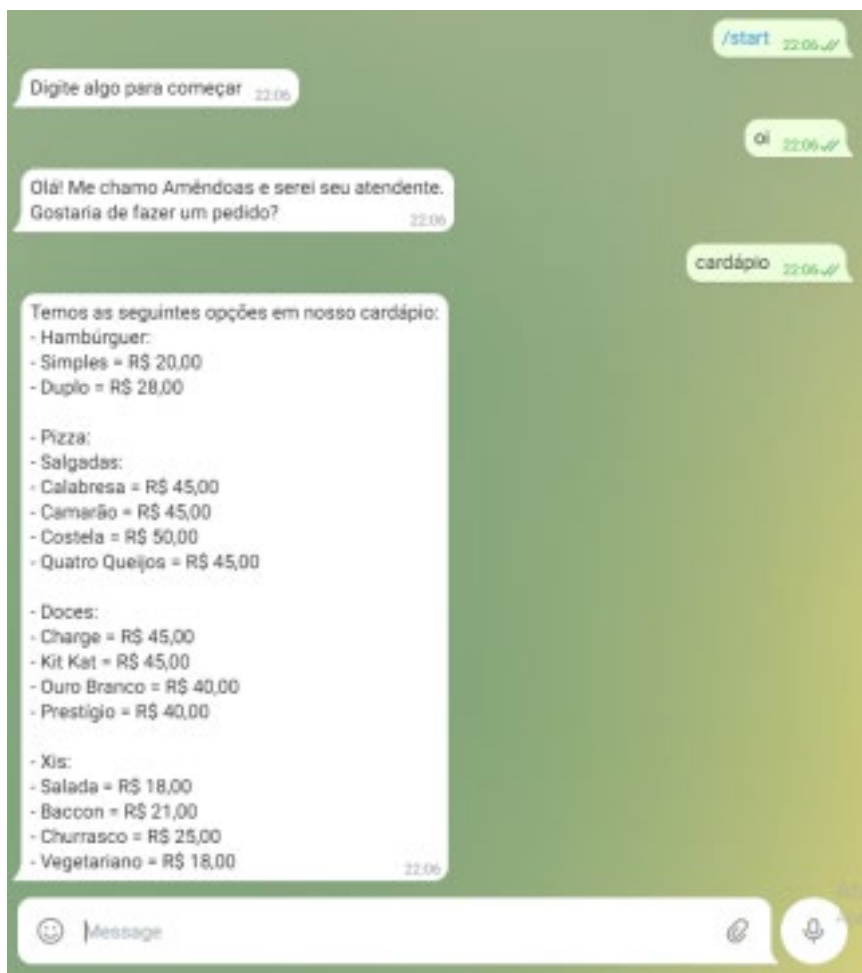 /start 22:06
Digite algo para começar 22:06
oi 22:06
Olá! Me chamo Amêndoas e serei seu atendente.
Gostaria de fazer um pedido? 22:06
cardápio 22:06
Temos as seguintes opções em nosso cardápio:
- Hambúrguer:
- Simples = R$ 20,00
- Duplo = R$ 28,00
- Pizza:
- Salgadas:
- Calabresa = R$ 45,00
- Camarão = R$ 45,00
- Costela = R$ 50,00
- Quatro Queijos = R$ 45,00
- Doces:
- Charge = R$ 45,00
- Kit Kat = R$ 45,00
- Ouro Branco = R$ 40,00
- Prestígio = R$ 40,00
- Xis:
- Salada = R$ 18,00
- Baccon = R$ 21,00
- Churrasco = R$ 25,00
- Vegetariano = R$ 18,00 22:06
Message